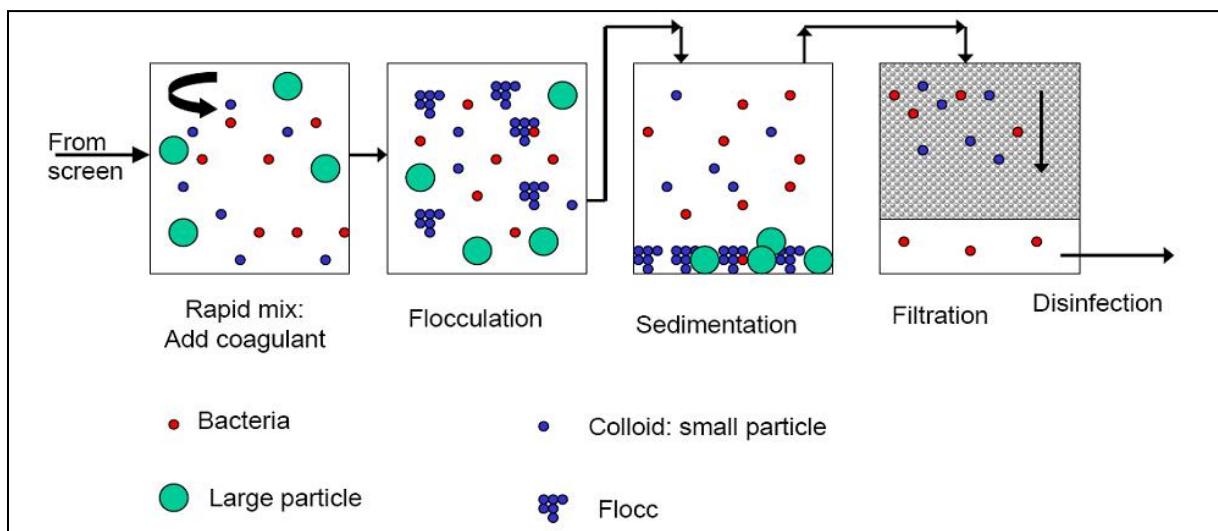 From
screen
Rapid mix:
Add coagulant
Flocculation
Sedimentation
Filtration
Disinfection
Bacteria
Colloid: small particle
Large particle
Flocc